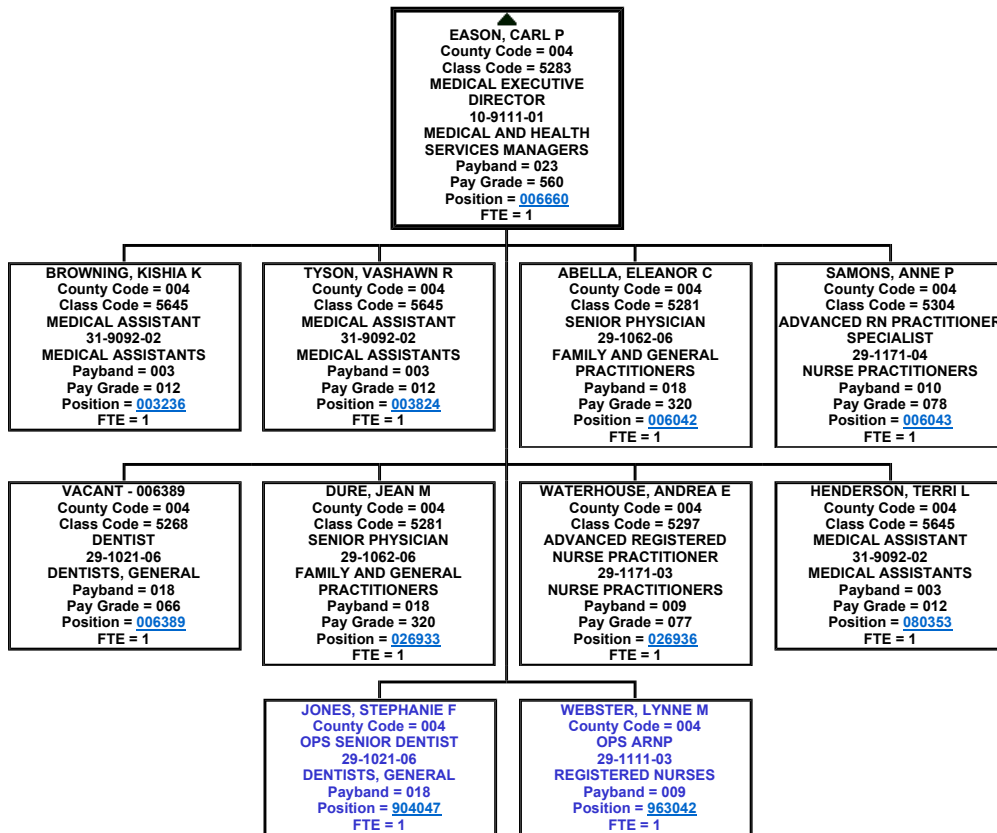 EASON, CARL P
County Code = 004
Class Code = 5283
MEDICAL EXECUTIVE
DIRECTOR
10-9111-01
MEDICAL AND HEALTH
SERVICES MANAGERS
Payband = 023
Pay Grade = 560
Position = 006660
FTE = 1
BROWNING, KISHIA K
County Code = 004
Class Code = 5645
MEDICAL ASSISTANT
31-9092-02
MEDICAL ASSISTANTS
Payband = 003
Pay Grade = 012
Position = 003236
FTE = 1
TYSON, VASHAWN R
County Code = 004
Class Code = 5645
MEDICAL ASSISTANT
31-9092-02
MEDICAL ASSISTANTS
Payband = 003
Pay Grade = 012
Position = 003824
FTE = 1
ABELLA, ELEANOR C
County Code = 004
Class Code = 5281
SENIOR PHYSICIAN
29-1062-06
FAMILY AND GENERAL
PRACTITIONERS
Payband = 018
Pay Grade = 320
Position = 006042
FTE = 1
SAMONS, ANNE P
County Code = 004
Class Code = 5304
ADVANCED RN PRACTITIONER
SPECIALIST
29-1171-04
NURSE PRACTITIONERS
Payband = 010
Pay Grade = 078
Position = 006043
FTE = 1
VACANT - 006389
County Code = 004
Class Code = 5268
DENTIST
29-1021-06
DENTISTS, GENERAL
Payband = 018
Pay Grade = 066
Position = 006389
FTE = 1
DURE, JEAN M
County Code = 004
Class Code = 5281
SENIOR PHYSICIAN
29-1062-06
FAMILY AND GENERAL
PRACTITIONERS
Payband = 018
Pay Grade = 320
Position = 026933
FTE = 1
WATERHOUSE, ANDREA E
County Code = 004
Class Code = 5297
ADVANCED REGISTERED
NURSE PRACTITIONER
29-1171-03
NURSE PRACTITIONERS
Payband = 009
Pay Grade = 077
Position = 026936
FTE = 1
HENDERSON, TERRI L
County Code = 004
Class Code = 5645
MEDICAL ASSISTANT
31-9092-02
MEDICAL ASSISTANTS
Payband = 003
Pay Grade = 012
Position = 080353
FTE = 1
JONES, STEPHANIE F
County Code = 004
OPS SENIOR DENTIST
29-1021-06
DENTISTS, GENERAL
Payband = 018
Position = 904047
FTE = 1
WEBSTER, LYNNE M
County Code = 004
OPS ARNP
29-1111-03
REGISTERED NURSES
Payband = 009
Position = 963042
FTE = 1